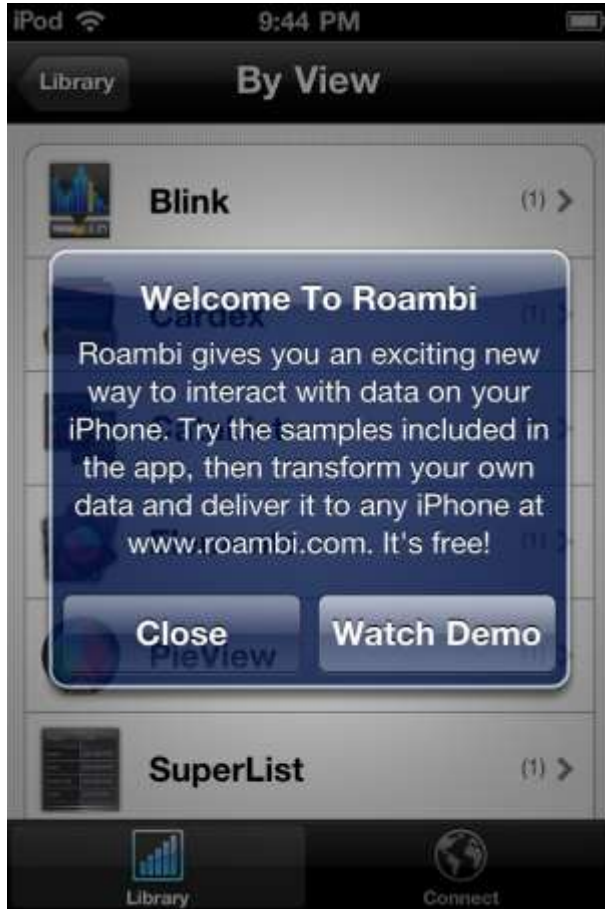 iPod 9:44 PM
Library By View
Blink (1)
Welcome To Roambi
Cardex (1)
Roambi gives you an exciting new
way to interact with data on your
iPhone. Try the samples included in
the app, then transform your own
data and deliver it to any iPhone at
www.roambi.com. It's free!
Close Watch Demo
PieView
SuperList (1)
Library Connect